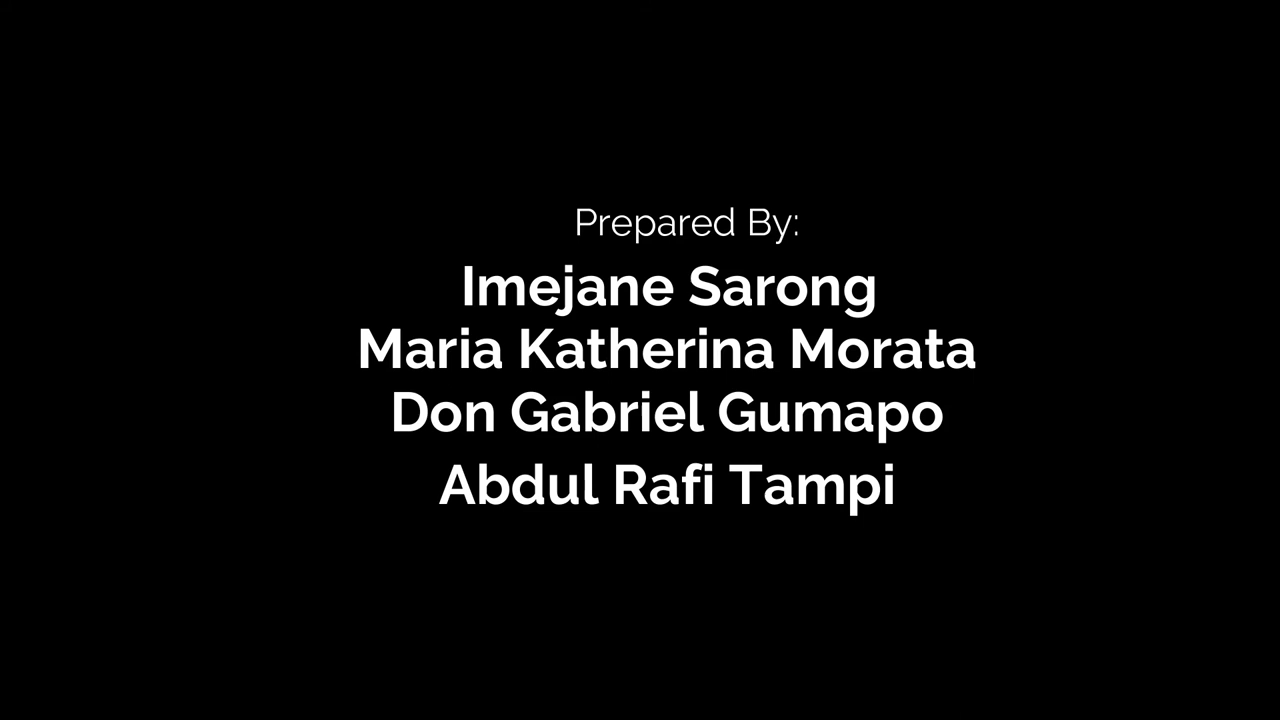 Prepared By:
Imejane Sarong
Maria Katherina Morata
Don Gabriel Gumapo
Abdul Rafi Tampi